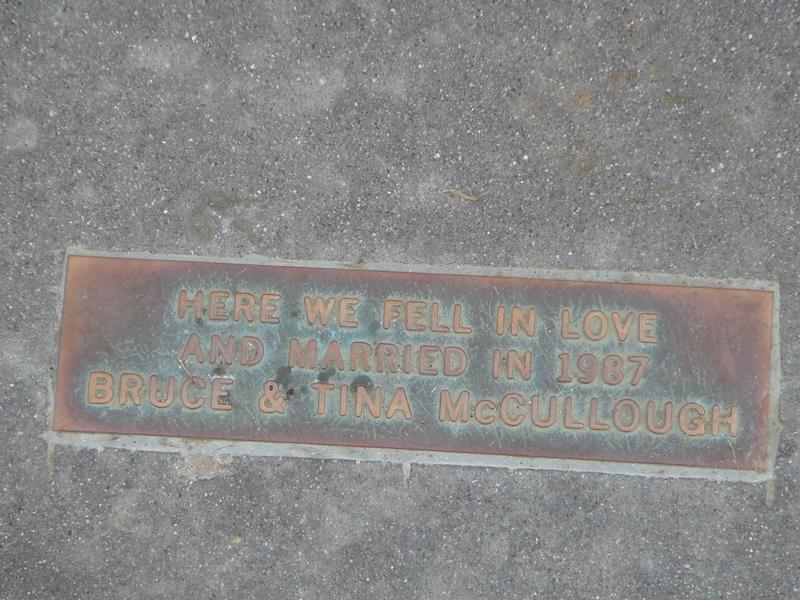 HERE WE FELL IN LOVE
AND MARRIED IN 1987
BRUCE & TINA McCULLOUGH